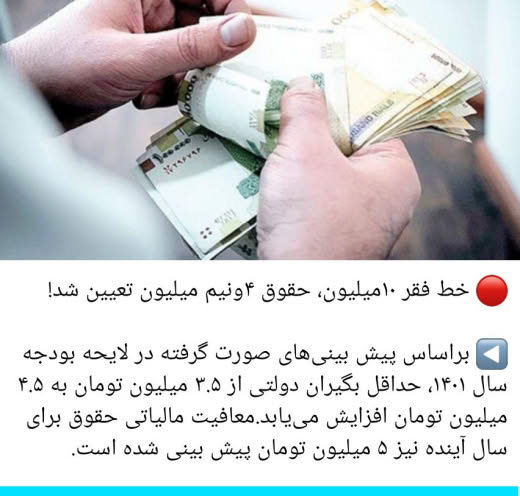 خط فقر ۱۰میلیون، حقوق ۴ونیم میلیون تعیین شد!
براساس پیش بینی‌های صورت گرفته در لایحه بودجه
سال ۱۴۰۱، حداقل بگیران دولتی از ۳.۵ میلیون تومان به ۴.۵
میلیون تومان افزایش می‌یابد.معافیت مالیاتی حقوق برای
سال آینده نیز ۵ میلیون تومان پیش بینی شده است.